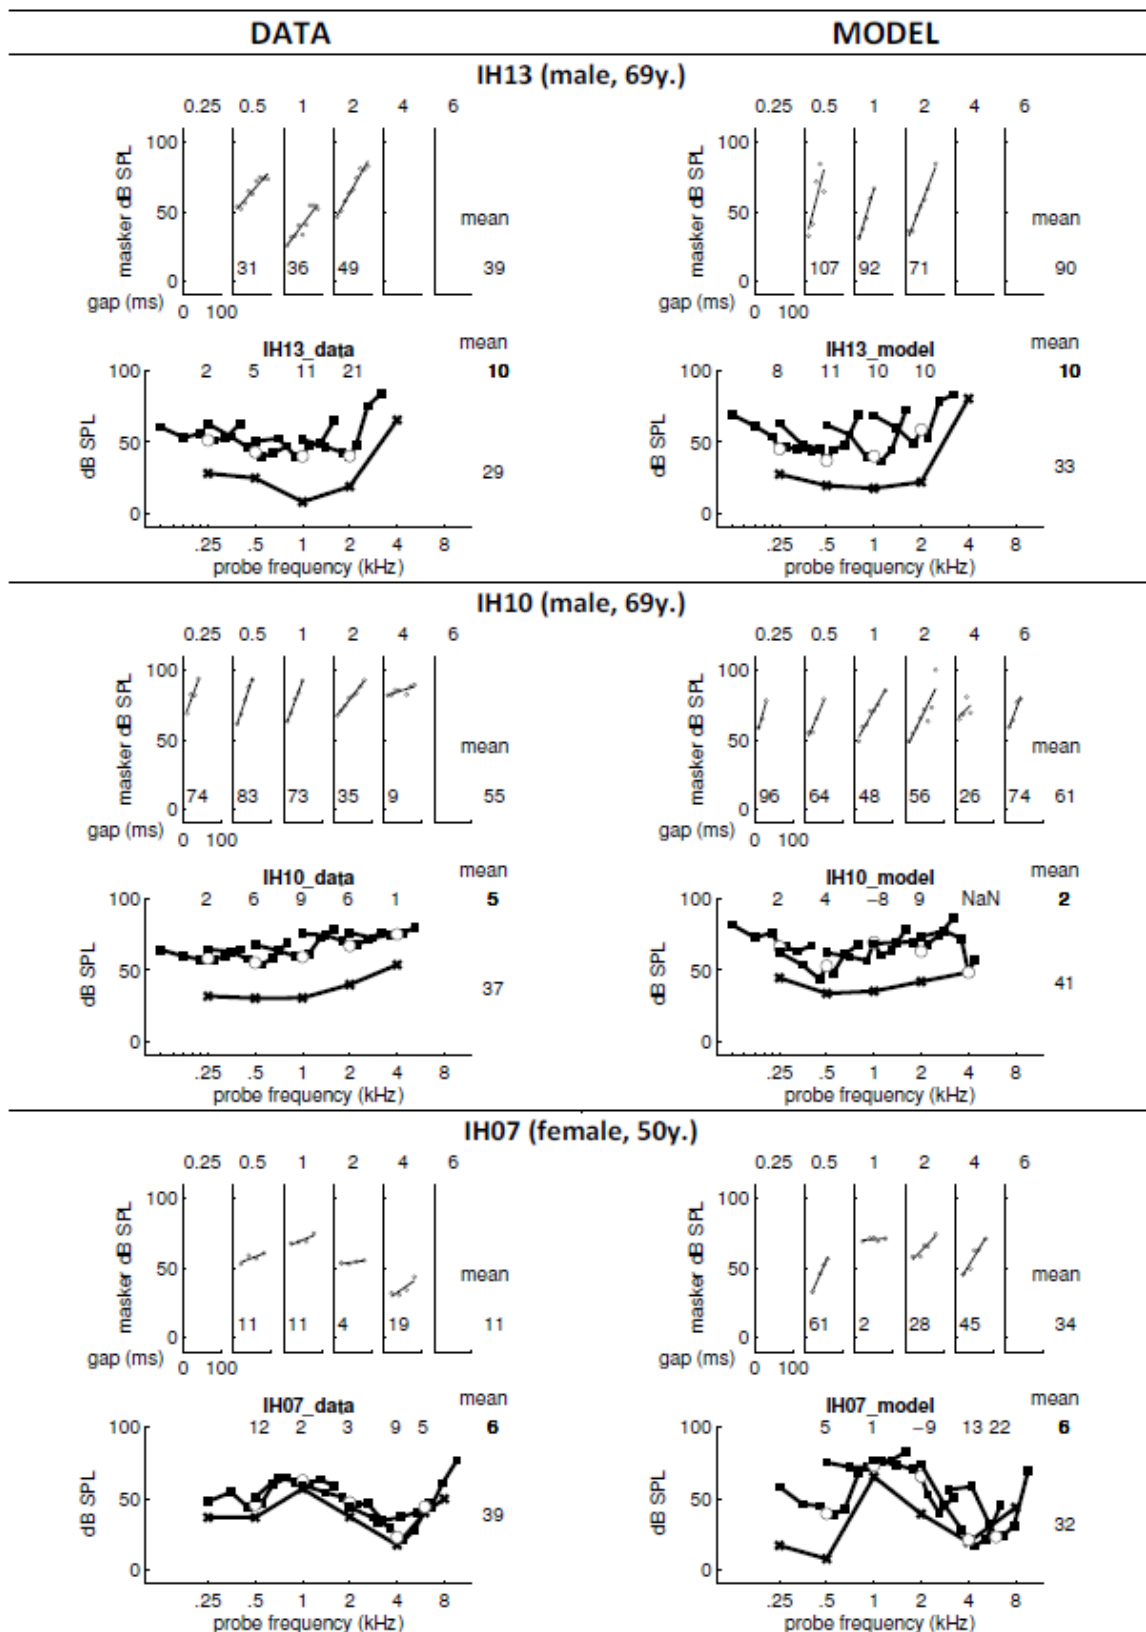 DATA MODEL
IH13 (male, 69y.)
0.25 0.5 1 2 4 6 0.25 0.5 1 2 4 6
100 100
masker dB SPL masker dB SPL
50 mean 50 mean
31 36 49 39 107 92 71 90
0 0
gap (ms) 0 100 gap (ms) 0 100
IH13_data mean IH13_model mean
100 2 5 11 21 10 100 8 11 10 10 10
dB SPL dB SPL
50 50
29 33
0 0
.25 .5 1 2 4 8 .25 .5 1 2 4 8
probe frequency (kHz) probe frequency (kHz)
IH10 (male, 69y.)
0.25 0.5 1 2 4 6 0.25 0.5 1 2 4 6
100 100
masker dB SPL masker dB SPL
50 mean 50 mean
74 83 73 35 9 55 96 64 48 56 26 74 61
0 0
gap (ms) 0 100 gap (ms) 0 100
IH10_data mean IH10_model mean
100 2 6 9 6 1 5 100 2 4 −8 9 NaN 2
dB SPL dB SPL
50 50
37 41
0 0
.25 .5 1 2 4 8 .25 .5 1 2 4 8
probe frequency (kHz) probe frequency (kHz)
IH07 (female, 50y.)
0.25 0.5 1 2 4 6 0.25 0.5 1 2 4 6
100 100
masker dB SPL masker dB SPL
50 mean 50 mean
11 11 4 19 11 61 2 28 45 34
0 0
gap (ms) 0 100 gap (ms) 0 100
IH07_data mean IH07_model mean
100 12 2 3 9 5 6 100 5 1 −9 13 22 6
dB SPL dB SPL
50 50
39 32
0 0
.25 .5 1 2 4 8 .25 .5 1 2 4 8
probe frequency (kHz) probe frequency (kHz)